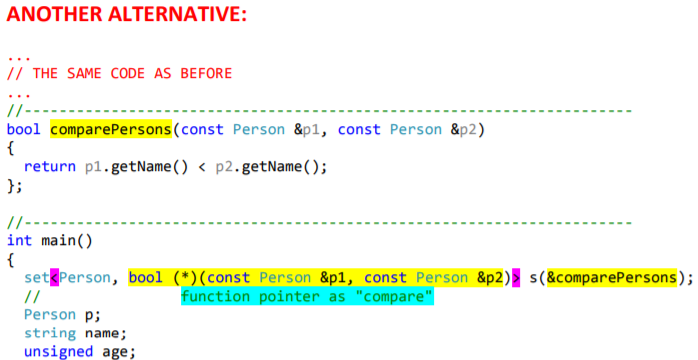 ANOTHER ALTERNATIVE:
...
// THE SAME CODE AS BEFORE
...
//----------------------------------------------------------------------
bool comparePersons(const Person &p1, const Person &p2)
{
  return p1.getName() < p2.getName();
};
//----------------------------------------------------------------------
int main()
{
  set<Person, bool (*)(const Person &p1, const Person &p2)> s(&comparePersons);
  //                function pointer as "compare"
  Person p;
  string name;
  unsigned age;